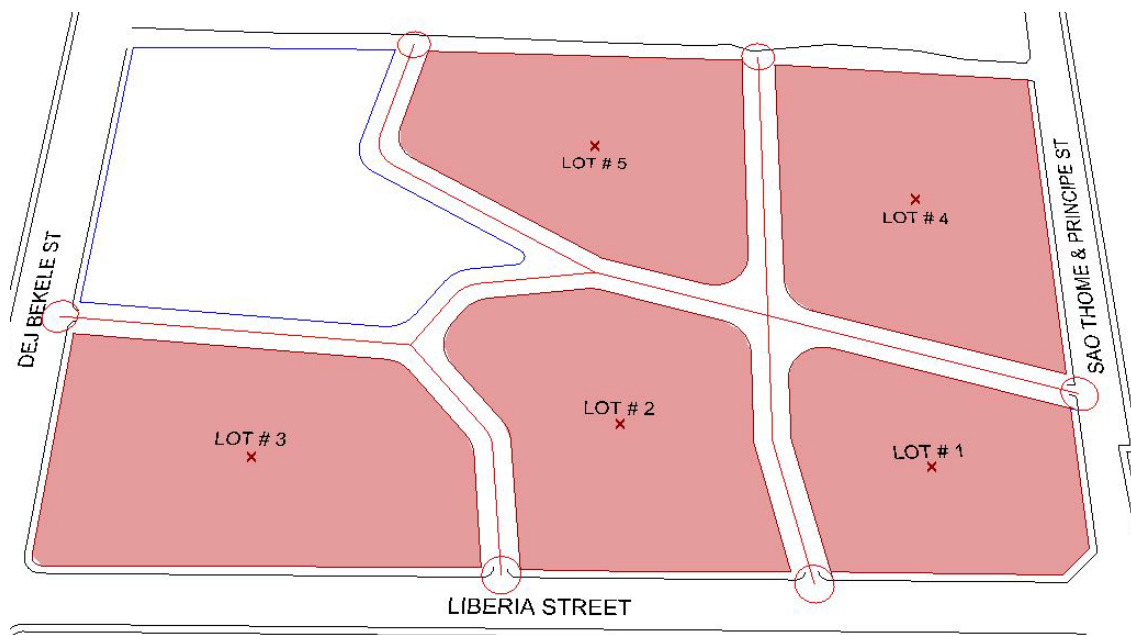 LOT # 5
LOT # 4
SAO THOME & PRINCIPE ST
DEJ BEKELE ST
LOT # 2
LOT # 3
LOT # 1
LIBERIA STREET